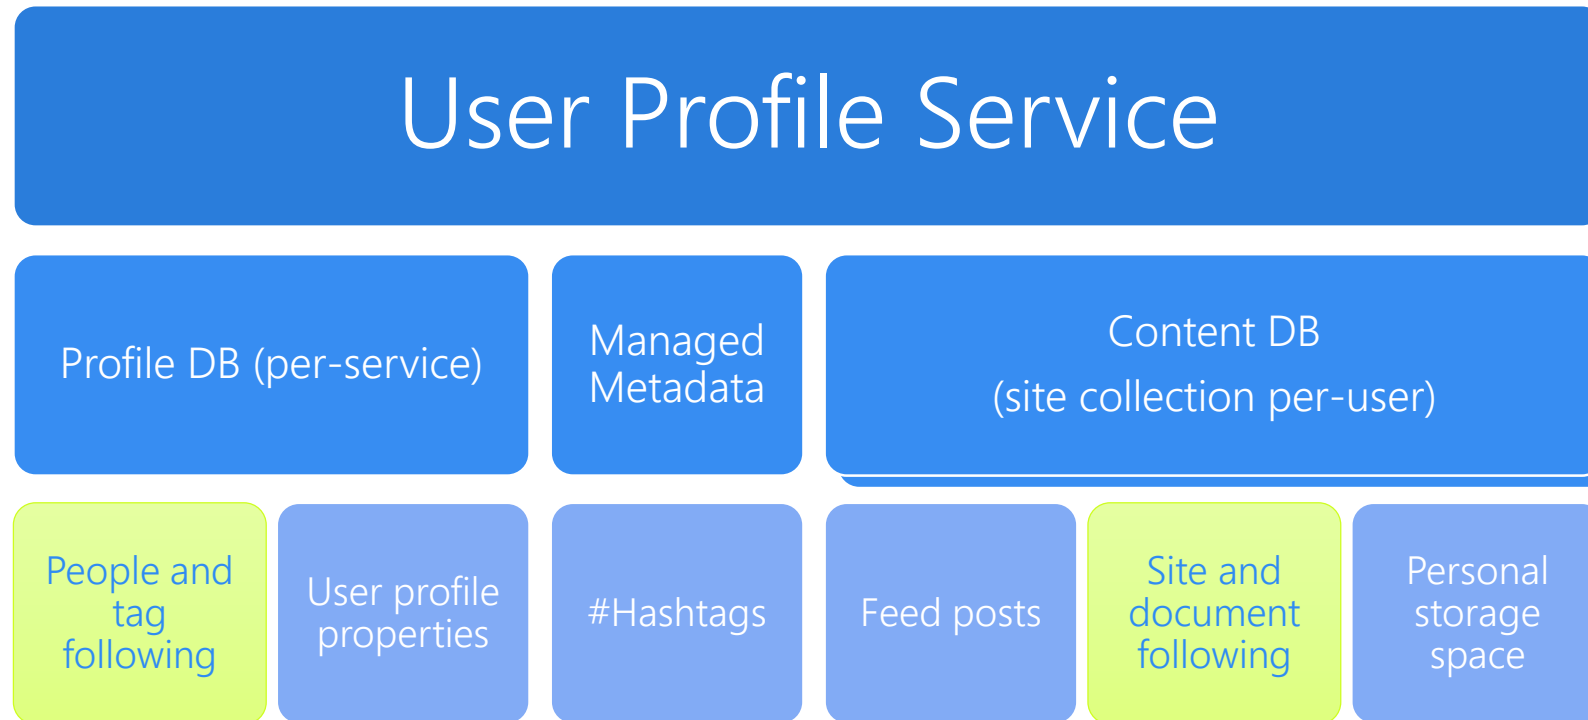 User Profile Service
Profile DB (per-service)
Managed
Metadata
Content DB
(site collection per-user)
People and
tag
following
User profile
properties
#Hashtags
Feed posts
Site and
document
following
Personal
storage
space